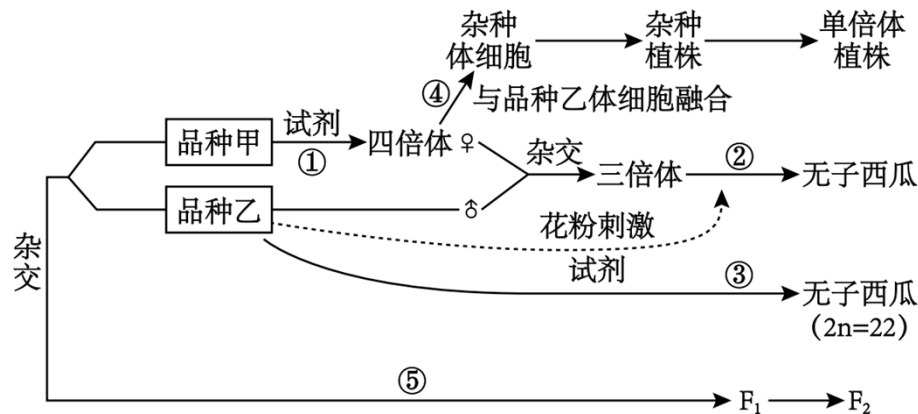 杂种
体细胞
杂种
植株
单倍体
植株
④
与品种乙体细胞融合
品种甲
试剂
①
四倍体♀
杂交
三倍体
②
无子西瓜
品种乙
♂
花粉刺激
杂交
试剂
③
无子西瓜
(2n=22)
⑤
F₁
F₂